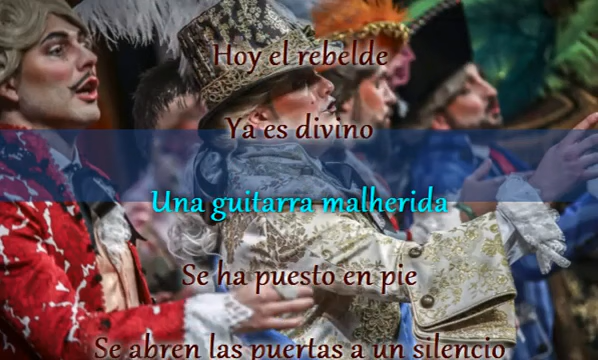 Hoy el rebelde
Ya es divino
Una guitarra malherida
Se ha puesto en pie
Se abren las puertas a un silencio